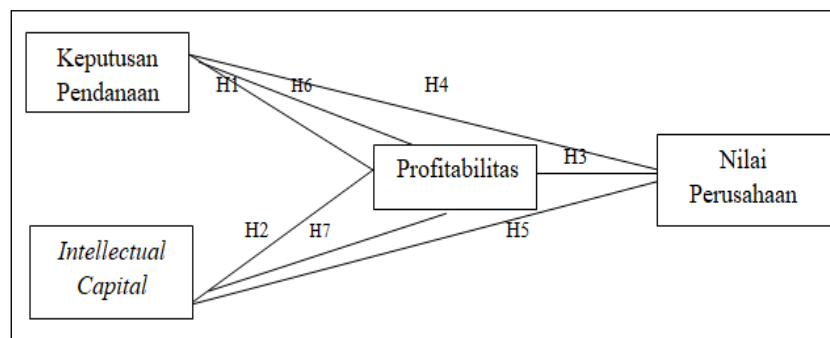 Keputusan
Pendanaan
H1
H6
H4
Profitabilitas
H3
Nilai
Perusahaan
H2
H7
H5
Intellectual
Capital